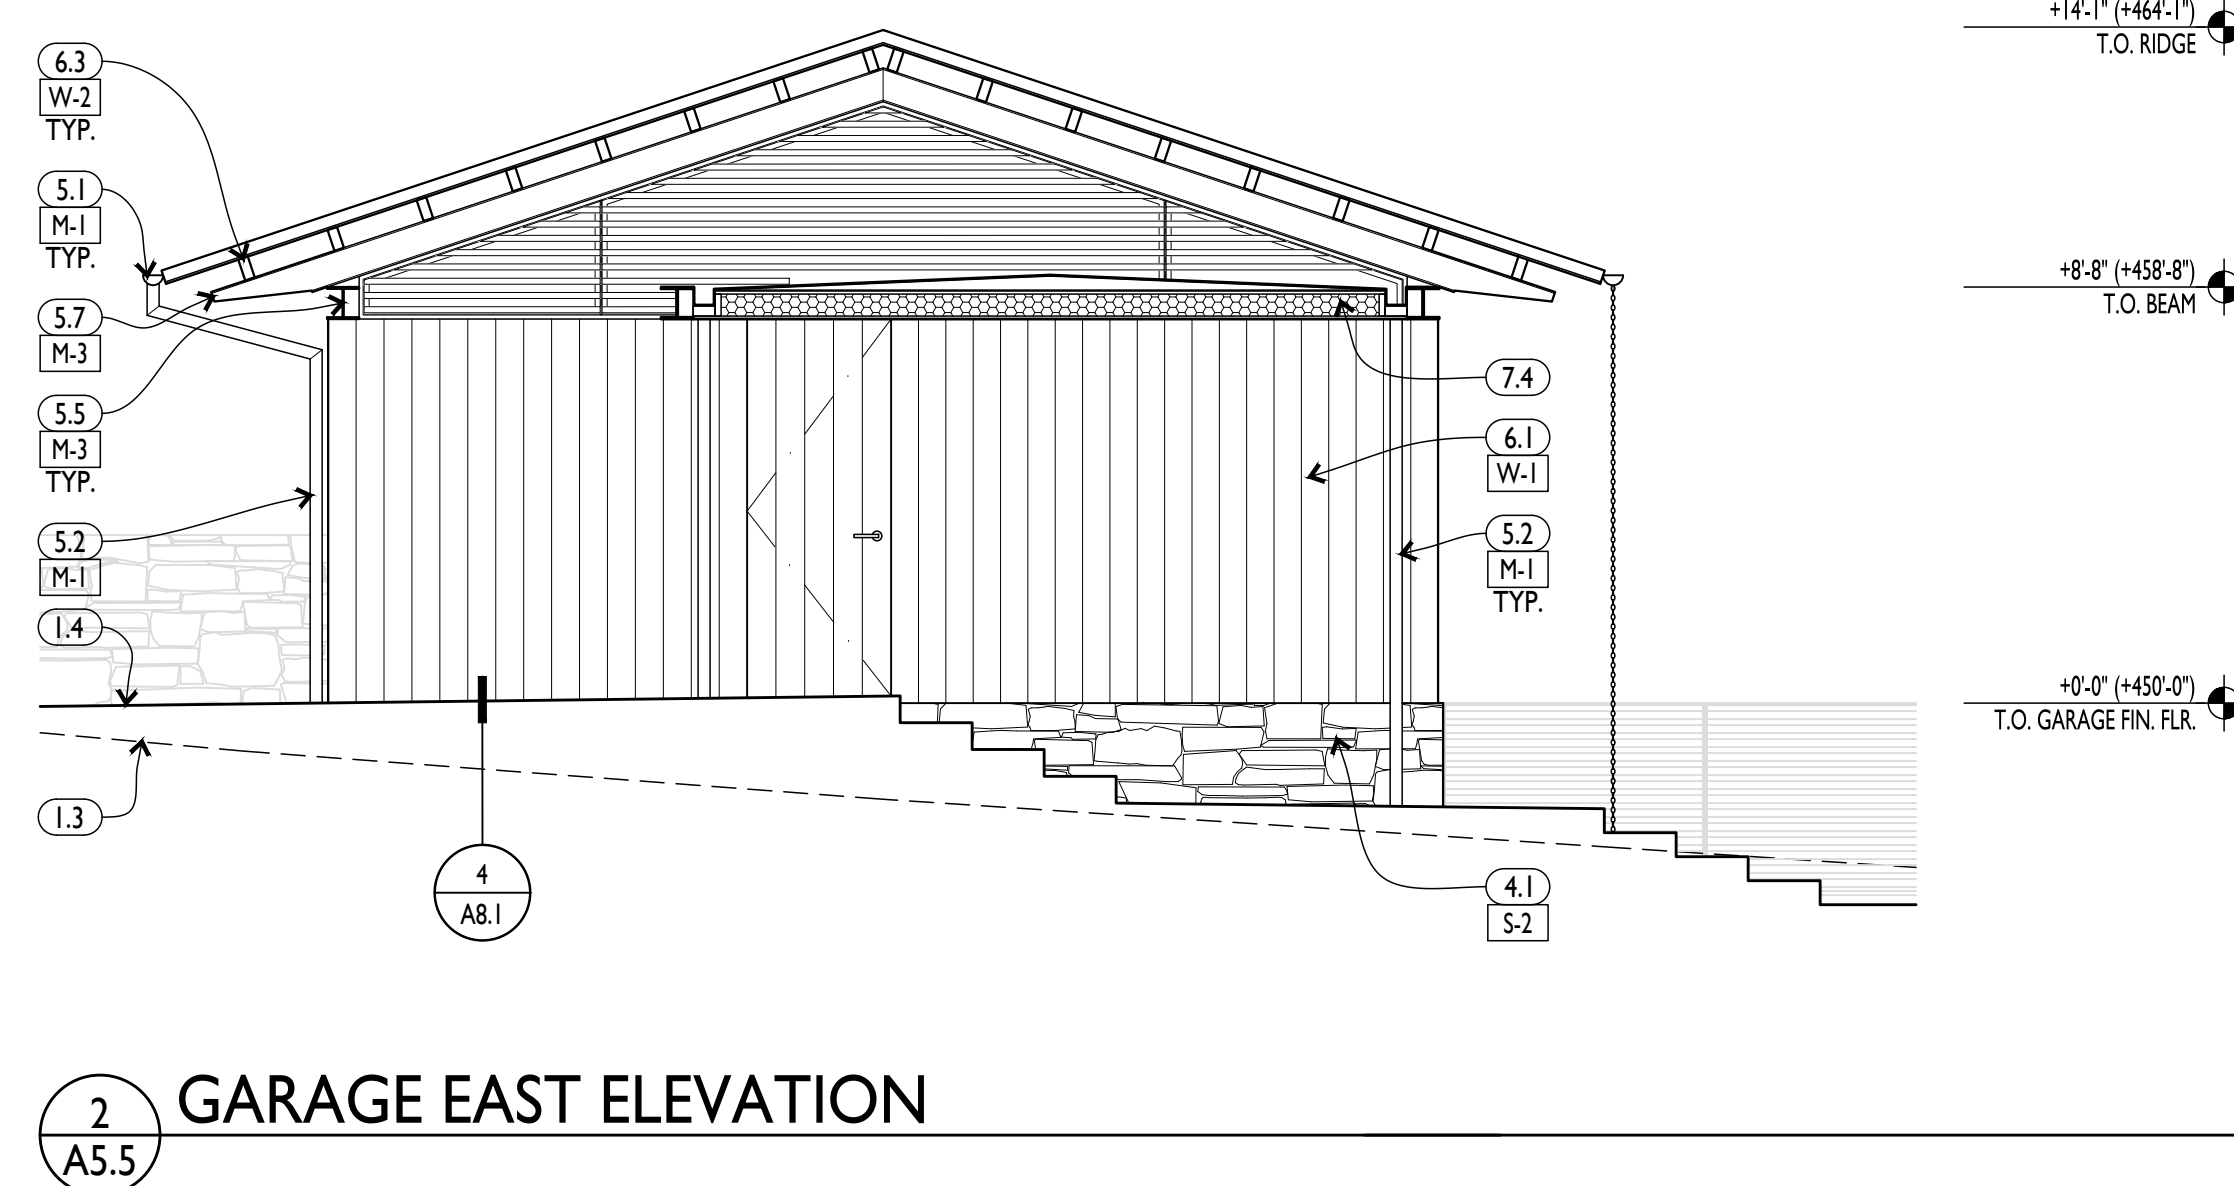 6.3
W-2
TYP.
5.1
M-1
TYP.
5.7
M-3
5.5
M-3
TYP.
5.2
M-1
1.4
1.3
4
A8.1
7.4
6.1
W-1
5.2
M-1
TYP.
4.1
S-2
+14'-1" (+464'-1")
T.O. RIDGE
+8'-8" (+458'-8")
T.O. BEAM
+0'-0" (+450'-0")
T.O. GARAGE FIN. FLR.
2
A5.5
GARAGE EAST ELEVATION